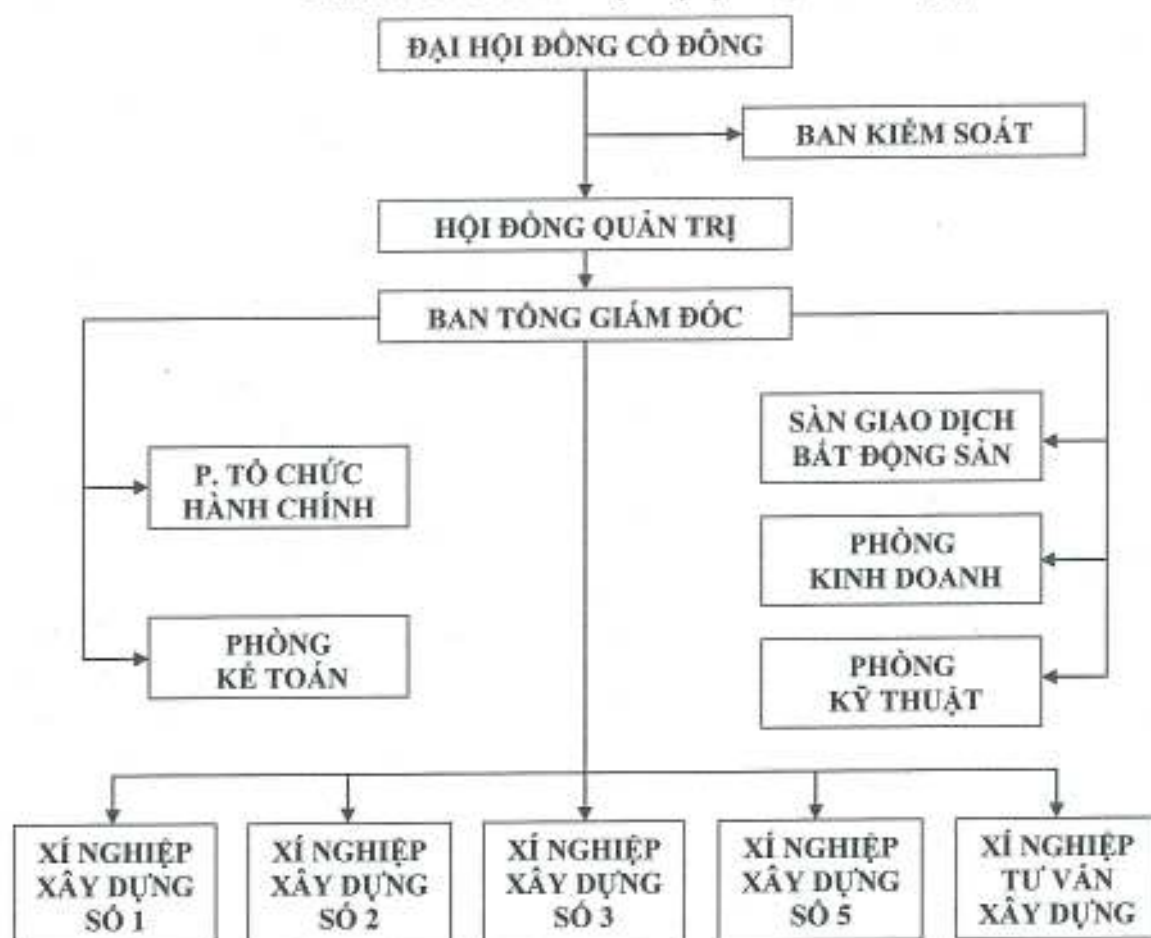 ĐẠI HỘI ĐỒNG CỔ ĐÔNG
BAN KIỂM SOÁT
HỘI ĐỒNG QUẢN TRỊ
BAN TỔNG GIÁM ĐỐC
SÀN GIAO DỊCH
BẤT ĐỘNG SẢN
P. TỔ CHỨC
HÀNH CHÍNH
PHÒNG
KINH DOANH
PHÒNG
KẾ TOÁN
PHÒNG
KỸ THUẬT
XÍ NGHIỆP
XÂY DỰNG
SỐ 1
XÍ NGHIỆP
XÂY DỰNG
SỐ 2
XÍ NGHIỆP
XÂY DỰNG
SỐ 3
XÍ NGHIỆP
XÂY DỰNG
SỐ 5
XÍ NGHIỆP
TƯ VẤN
XÂY DỰNG